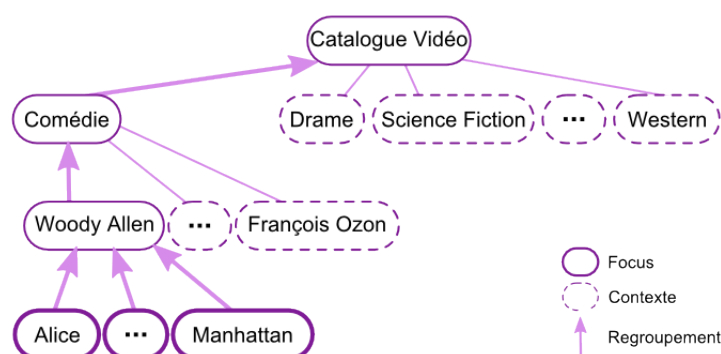 Catalogue Vidéo
Comédie
Drame
Science Fiction
...
Western
Woody Allen
...
François Ozon
Focus
Contexte
Alice
...
Manhattan
Regroupement